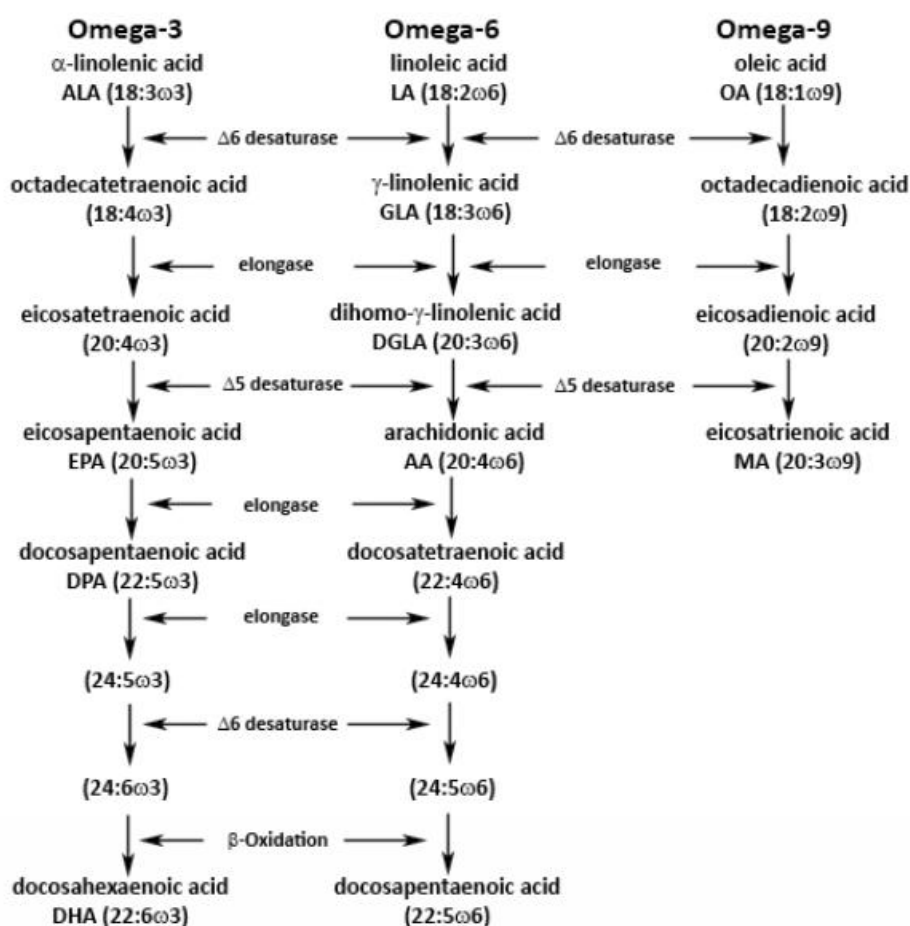 Omega-3 Omega-6 Omega-9
α-linolenic acid linoleic acid oleic acid
ALA (18:3ω3) LA (18:2ω6) OA (18:1ω9)
Δ6 desaturase Δ6 desaturase
octadecatetraenoic acid γ-linolenic acid octadecadienoic acid
(18:4ω3) GLA (18:3ω6) (18:2ω9)
elongase elongase
eicosatetraenoic acid dihomo-γ-linolenic acid eicosadienoic acid
(20:4ω3) DGLA (20:3ω6) (20:2ω9)
Δ5 desaturase Δ5 desaturase
eicosapentaenoic acid arachidonic acid eicosatrienoic acid
EPA (20:5ω3) AA (20:4ω6) MA (20:3ω9)
elongase
docosapentaenoic acid docosatetraenoic acid
DPA (22:5ω3) (22:4ω6)
elongase
(24:5ω3) (24:4ω6)
Δ6 desaturase
(24:6ω3) (24:5ω6)
β-Oxidation
docosahexaenoic acid docosapentaenoic acid
DHA (22:6ω3) (22:5ω6)